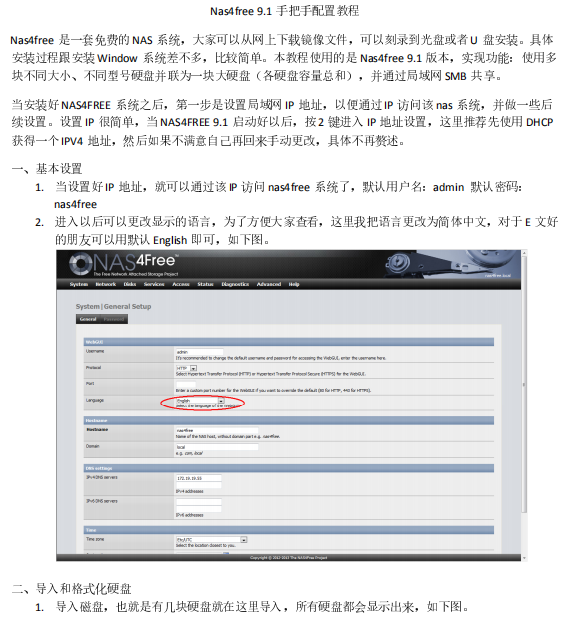 Nas4free 9.1 手把手配置教程
Nas4free 是一套免费的 NAS 系统，大家可以从网上下载镜像文件，可以刻录到光盘或者 U 盘安装。具体
安装过程跟安装 Window 系统差不多，比较简单。本教程使用的是 Nas4free 9.1 版本，实现功能：使用多
块不同大小、不同型号硬盘并联为一块大硬盘（各硬盘容量总和），并通过局域网 SMB 共享。
当安装好 NAS4FREE 系统之后，第一步是设置局域网 IP 地址，以便通过 IP 访问该 nas 系统，并做一些后
续设置。设置 IP 很简单，当 NAS4FREE 9.1 启动好以后，按 2 键进入 IP 地址设置，这里推荐先使用 DHCP
获得一个 IPV4 地址，然后如果不满意自己再回来手动更改，具体不再赘述。
一、基本设置
1. 当设置好 IP 地址，就可以通过该 IP 访问 nas4free 系统了，默认用户名：admin 默认密码：
nas4free
2. 进入以后可以更改显示的语言，为了方便大家查看，这里我把语言更改为简体中文，对于 E 文好
的朋友可以用默认 English 即可，如下图。
NAS4Free
The Free Network Attached Storage Project
nas4free.local
System Network Disks Services Access Status Diagnostics Advanced Help
System|General Setup
General Password
WebGUI
Username admin
It's recommended to change the default username and password for accessing the WebGUI, enter the username here.
Protocol HTTP
Select Hypertext Transfer Protocol (HTTP) or Hypertext Transfer Protocol Secure (HTTPS) for the WebGUI.
Port
Enter a custom port number for the WebGUI if you want to override the default (80 for HTTP, 443 for HTTPS).
Language English
Select the language of the WebGUI.
Hostname
Hostname nas4free
Name of the NAS host, without domain part e.g. nas4free.
Domain local
e.g. com, local
DNS settings
IPv4 DNS servers 172.19.19.53
IPv4 addresses
IPv6 DNS servers
IPv6 addresses
Time
Time zone Etc/UTC
Select the location closest to you.
Copyright © 2012-2013 The NAS4Free Project
二、导入和格式化硬盘
1. 导入磁盘，也就是有几块硬盘就在这里导入，所有硬盘都会显示出来，如下图。